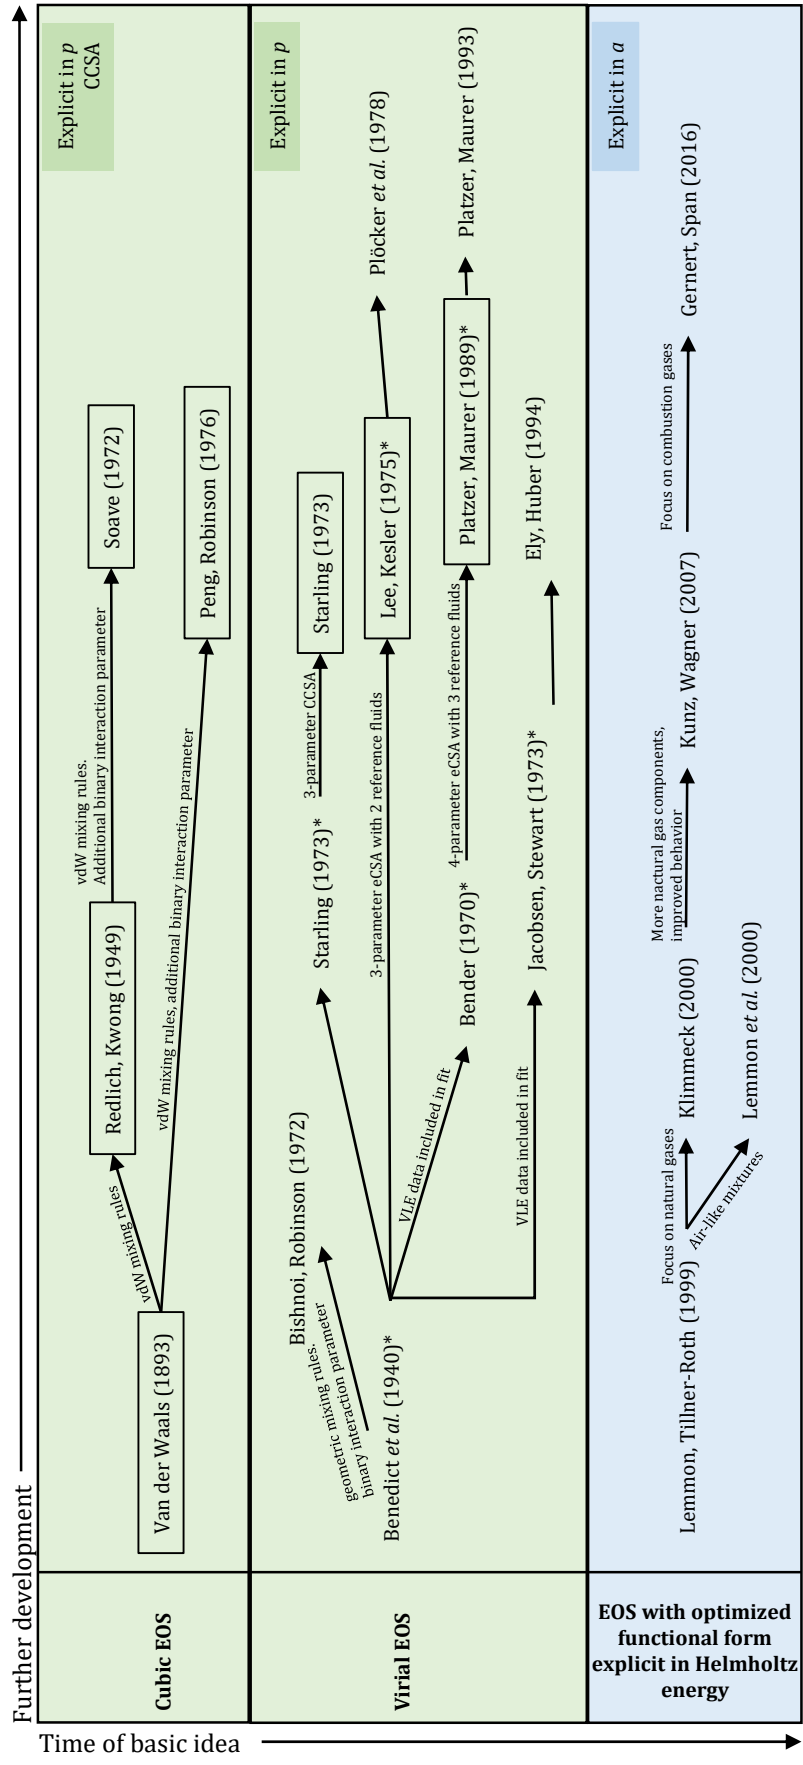 Further development
Time of basic idea
Cubic EOS
Explicit in p
CCSA
Van der Waals (1893)
vdW mixing rules
Redlich, Kwong (1949)
vdW mixing rules.
Additional binary interaction parameter
Soave (1972)
vdW mixing rules, additional binary interaction parameter
Peng, Robinson (1976)
Virial EOS
Explicit in p
Benedict et al. (1940)*
geometric mixing rules.
binary interaction parameter
Bishnoi, Robinson (1972)
Starling (1973)*
3-parameter CCSA
Starling (1973)
3-parameter eCSA with 2 reference fluids
Lee, Kesler (1975)*
Plöcker et al. (1978)
VLE data included in fit
Bender (1970)*
4-parameter eCSA with 3 reference fluids
Platzer, Maurer (1989)*
Platzer, Maurer (1993)
VLE data included in fit
Jacobsen, Stewart (1973)*
Ely, Huber (1994)
EOS with optimized
functional form
explicit in Helmholtz
energy
Explicit in a
Lemmon, Tillner-Roth (1999)
Focus on natural gases
Klimmeck (2000)
Air-like mixtures
Lemmon et al. (2000)
More nactural gas components,
improved behavior
Kunz, Wagner (2007)
Focus on combustion gases
Gernert, Span (2016)